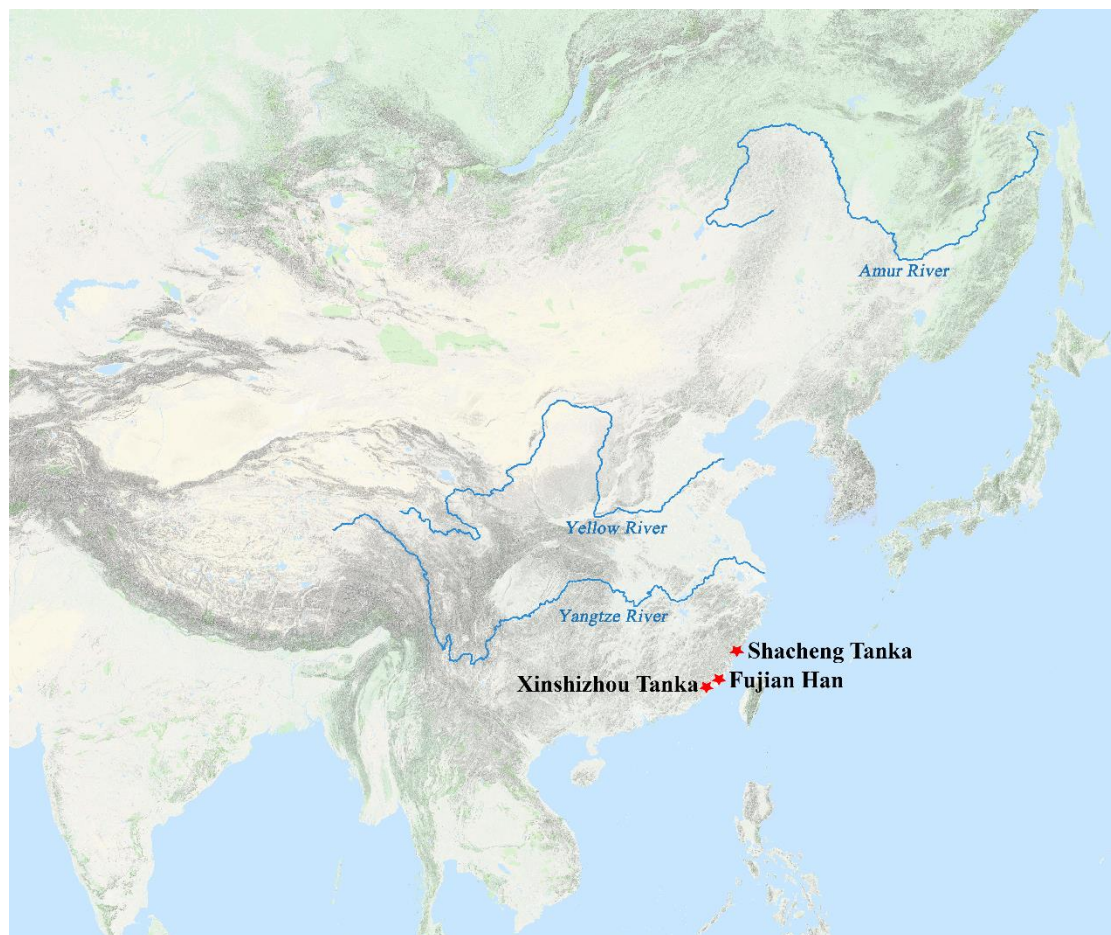 Amur River
Yellow River
Yangtze River
Shacheng Tanka
Fujian Han
Xinshizhou Tanka